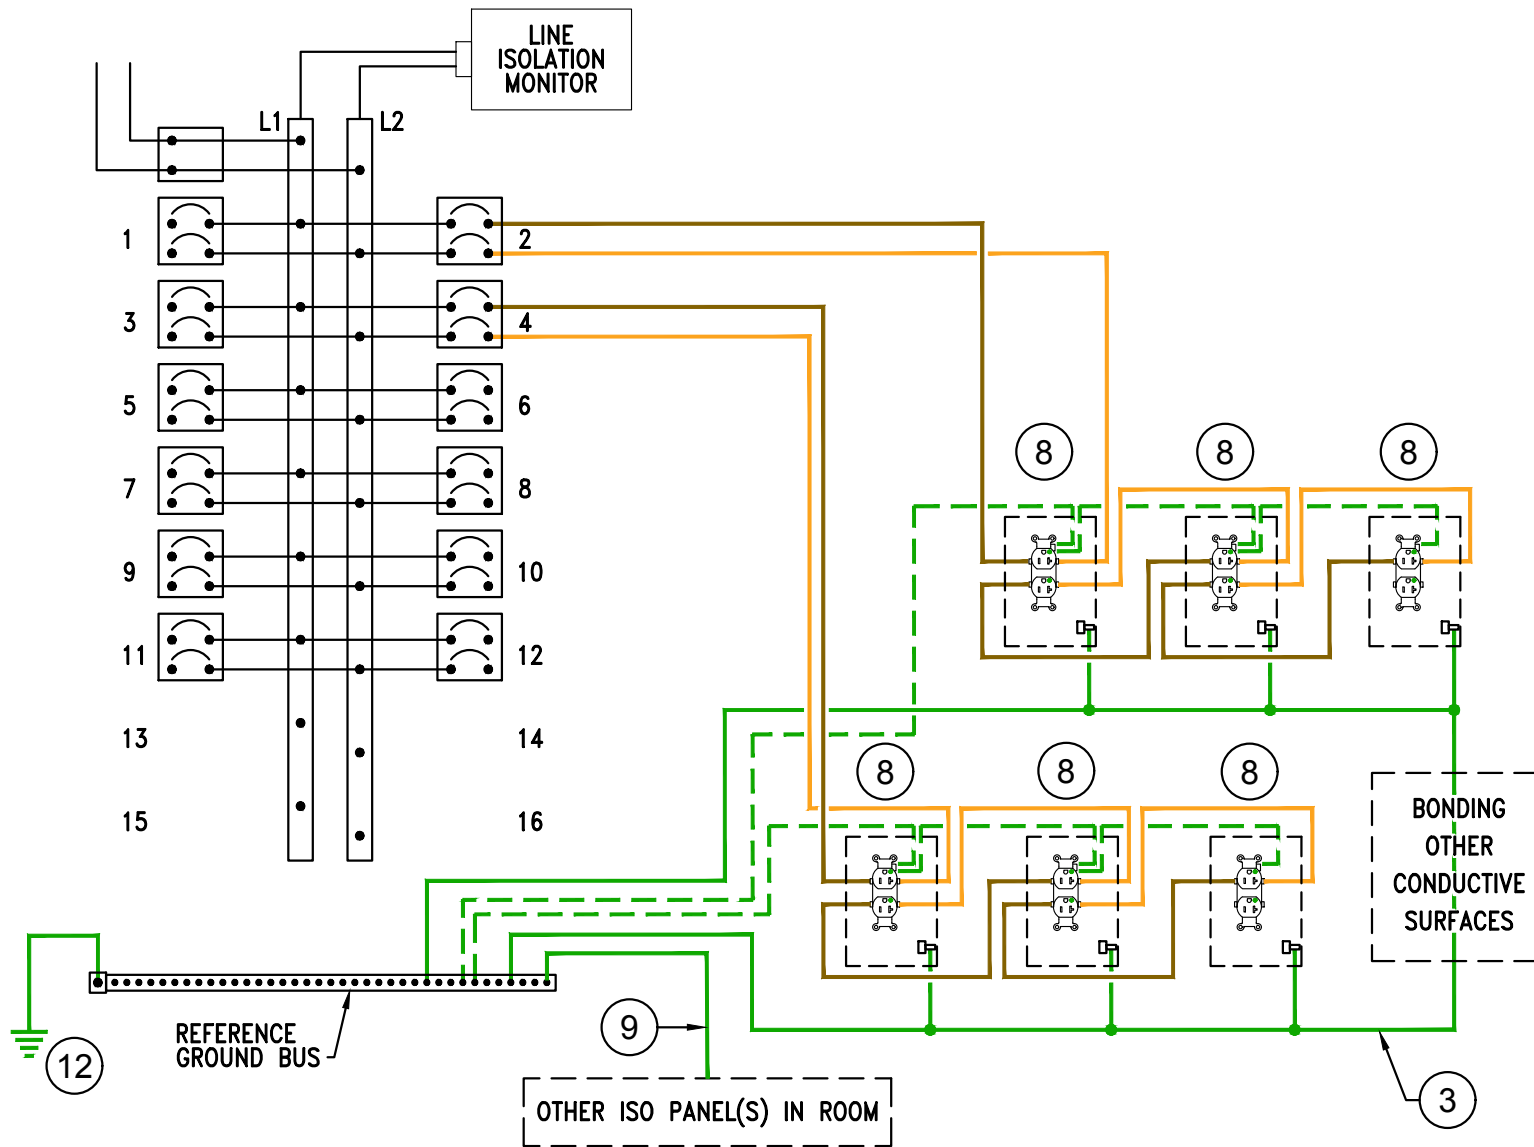 LINE
ISOLATION
MONITOR
L1
L2
1
2
3
4
5
6
7
8
9
10
11
12
13
14
15
16
8
8
8
8
8
8
BONDING
OTHER
CONDUCTIVE
SURFACES
REFERENCE
GROUND BUS
12
9
3
OTHER ISO PANEL(S) IN ROOM